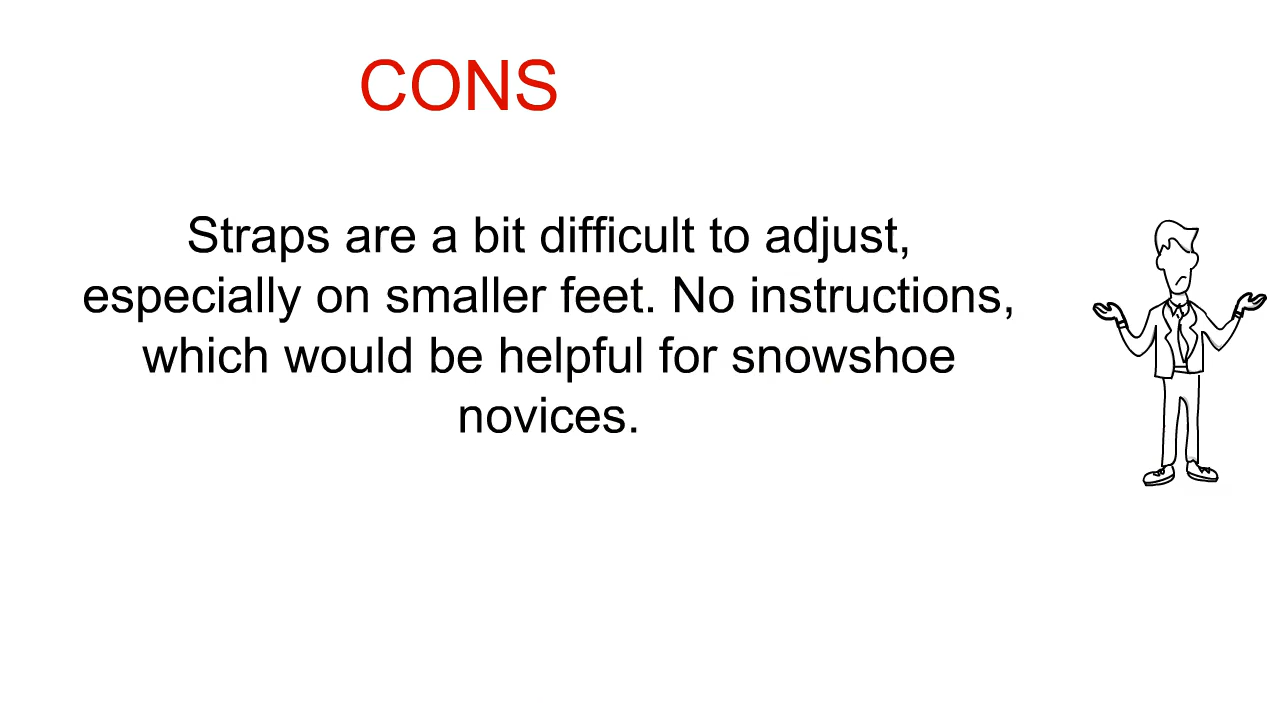 CONS
Straps are a bit difficult to adjust,
especially on smaller feet. No instructions,
which would be helpful for snowshoe
novices.